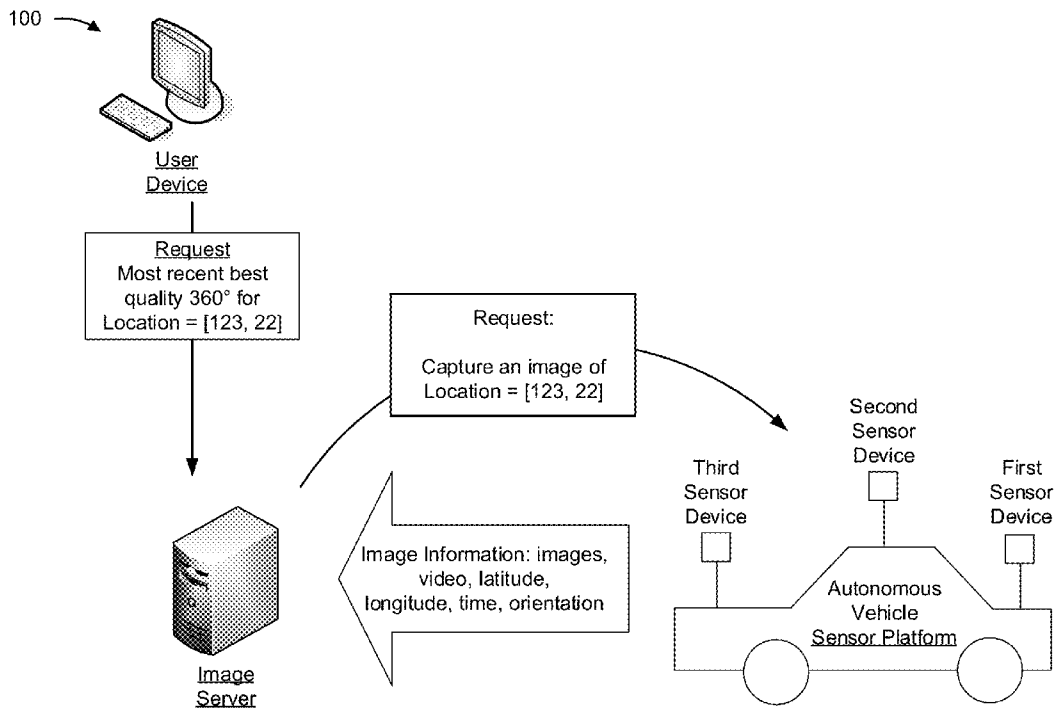 100
User
Device
Request
Most recent best
quality 360° for
Location = [123, 22]
Request:
Capture an image of
Location = [123, 22]
Second
Sensor
Device
Third
Sensor
Device
First
Sensor
Device
Image Information: images,
video, latitude,
longitude, time, orientation
Autonomous
Vehicle
Sensor Platform
Image
Server